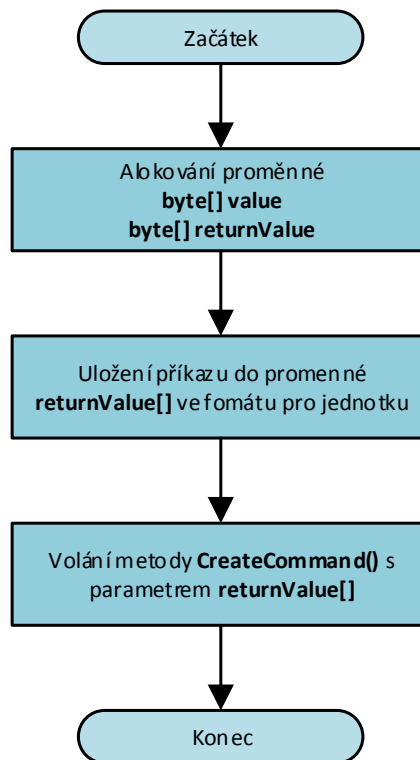 Začátek
Alokování proměnné
byte[] value
byte[] returnValue
Uložení příkazu do promenné
returnValue[] ve fomátu pro jednotku
Volání metody CreateCommand() s
parametrem returnValue[]
Konec